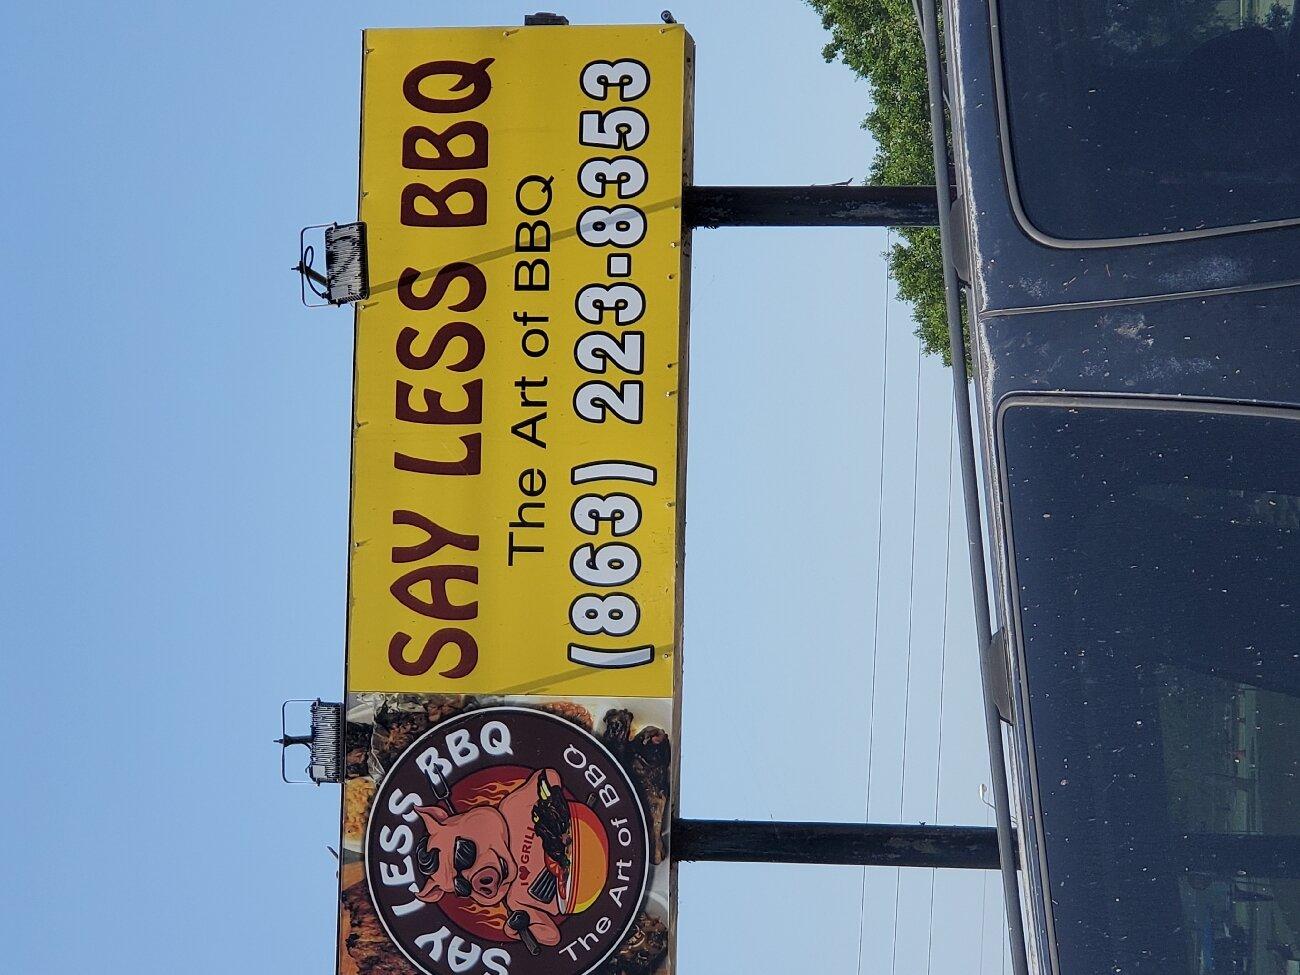 SAY LESS BBQ
The Art of BBQ
(863) 223-8353
SAY LESS BBQ
I ❤ GRILL
The Art of BBQ